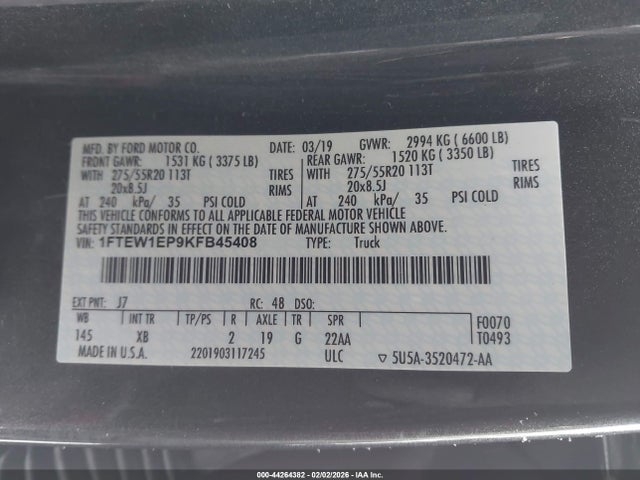 MFD. BY FORD MOTOR CO. DATE: 03/19 GVWR: 2994 KG ( 6600 LB)
FRONT GAWR: 1531 KG ( 3375 LB) REAR GAWR: 1520 KG ( 3350 LB)
WITH 275/55R20 113T TIRES WITH 275/55R20 113T TIRES
20x8.5J RIMS 20x8.5J RIMS
AT 240 kPa/ 35 PSI COLD AT 240 kPa/ 35 PSI COLD
THIS VEHICLE CONFORMS TO ALL APPLICABLE FEDERAL MOTOR VEHICLE
SAFETY STANDARDS IN EFFECT ON THE DATE OF MANUFACTURE SHOWN ABOVE.
VIN: 1FTEW1EP9KFB45408 TYPE: Truck
EXT PNT: J7 RC: 48 DSO:
WB INT TR TP/PS R AXLE TR SPR F0070
145 XB 2 19 G 22AA T0493
MADE IN U.S.A. 2201903117245 ULC ▽ 5U5A-3520472-AA
000-44264382 - 02/02/2026 - IAA Inc.